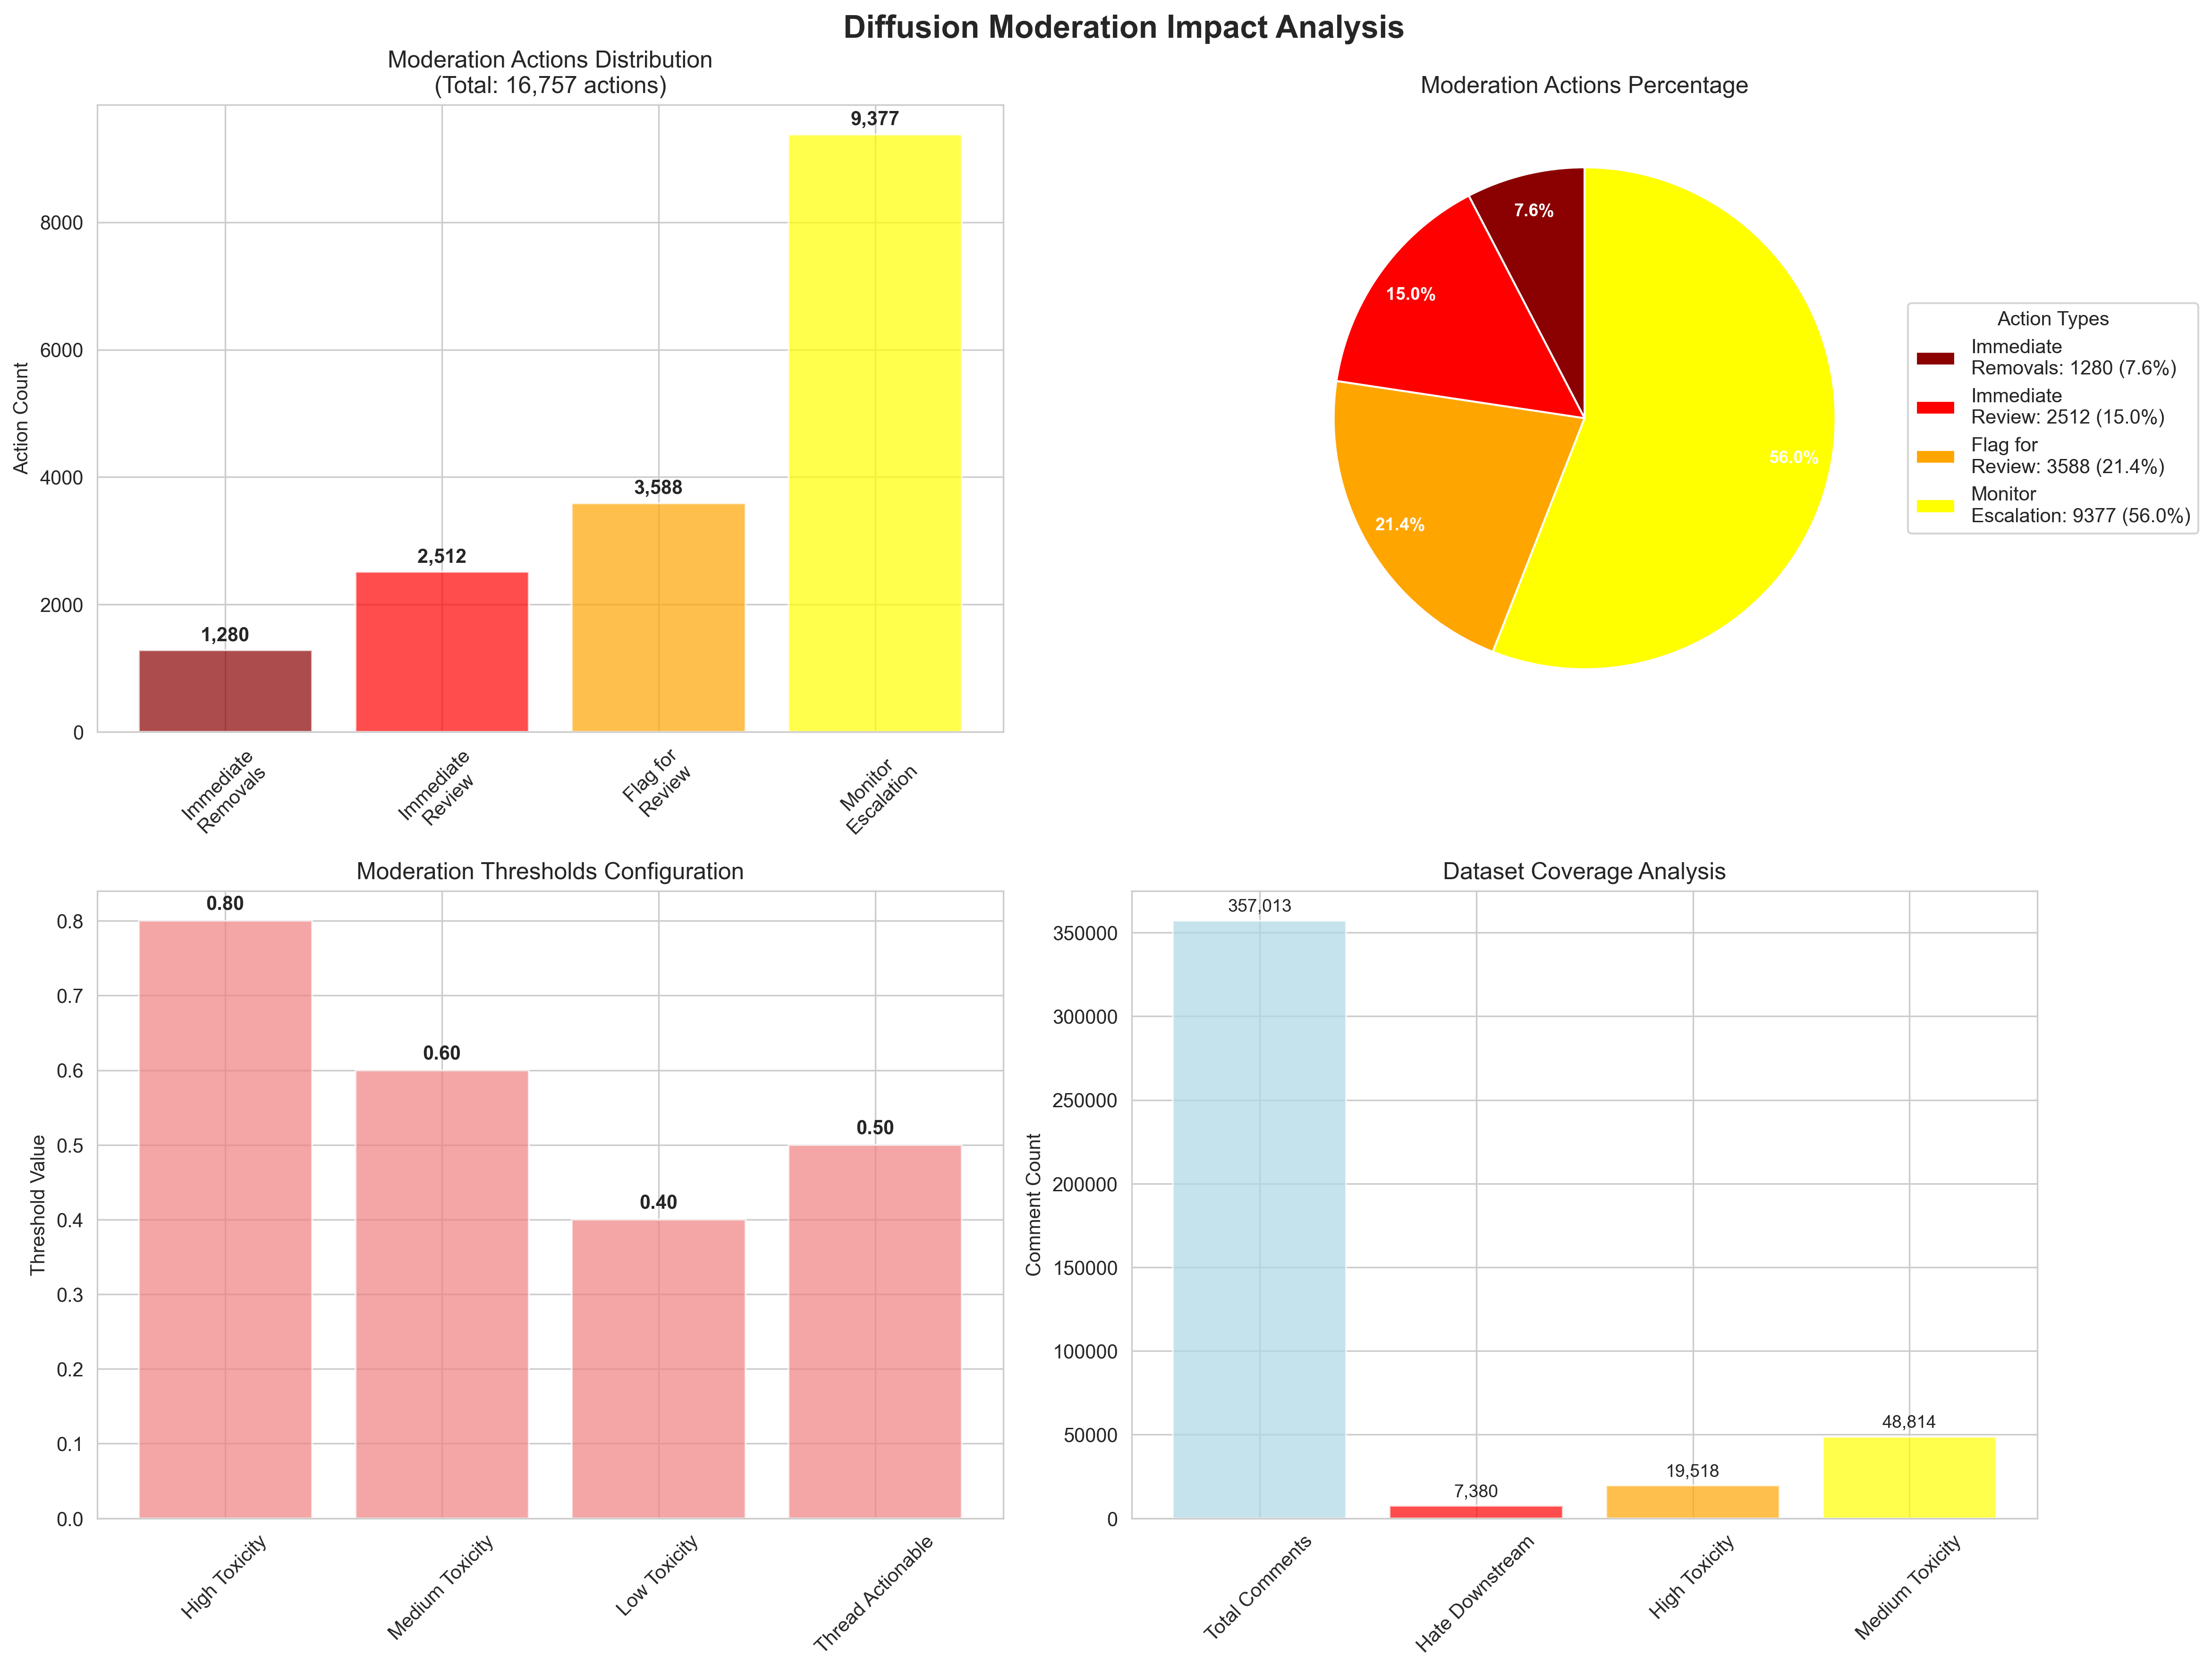 Diffusion Moderation Impact Analysis
Moderation Actions Distribution
(Total: 16,757 actions)
Action Count
8000
6000
4000
2000
0
1,280
2,512
3,588
9,377
Immediate
Removals
Immediate
Review
Flag for
Review
Monitor
Escalation
Moderation Actions Percentage
7.6%
15.0%
21.4%
56.0%
Action Types
Immediate
Removals: 1280 (7.6%)
Immediate
Review: 2512 (15.0%)
Flag for
Review: 3588 (21.4%)
Monitor
Escalation: 9377 (56.0%)
Moderation Thresholds Configuration
Threshold Value
0.8
0.7
0.6
0.5
0.4
0.3
0.2
0.1
0.0
0.80
0.60
0.40
0.50
High Toxicity
Medium Toxicity
Low Toxicity
Thread Actionable
Dataset Coverage Analysis
Comment Count
350000
300000
250000
200000
150000
100000
50000
0
357,013
7,380
19,518
48,814
Total Comments
Hate Downstream
High Toxicity
Medium Toxicity